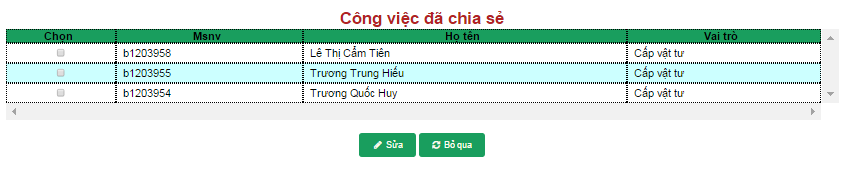 Công việc đã chia sẻ
Chọn Msnv Họ tên Vai trò
b1203958 Lê Thị Cẩm Tiên Cấp vật tư
b1203955 Trương Trung Hiếu Cấp vật tư
b1203954 Trương Quốc Huy Cấp vật tư
Sửa Bỏ qua